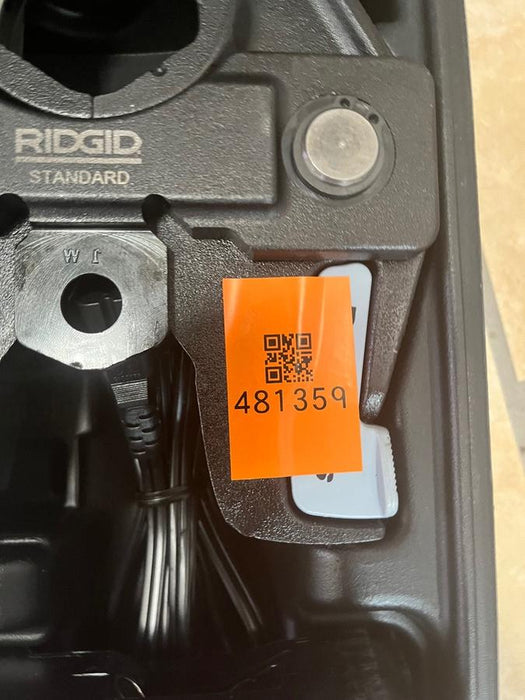 RIDGID
STANDARD
J W
481359